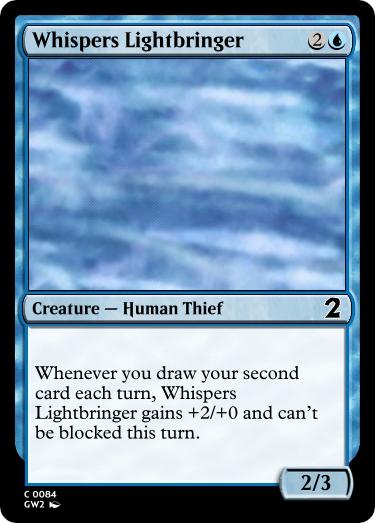 Whispers Lightbringer 2
Creature — Human Thief 2
Whenever you draw your second
card each turn, Whispers
Lightbringer gains +2/+0 and can't
be blocked this turn.
2/3
C 0084
GW2